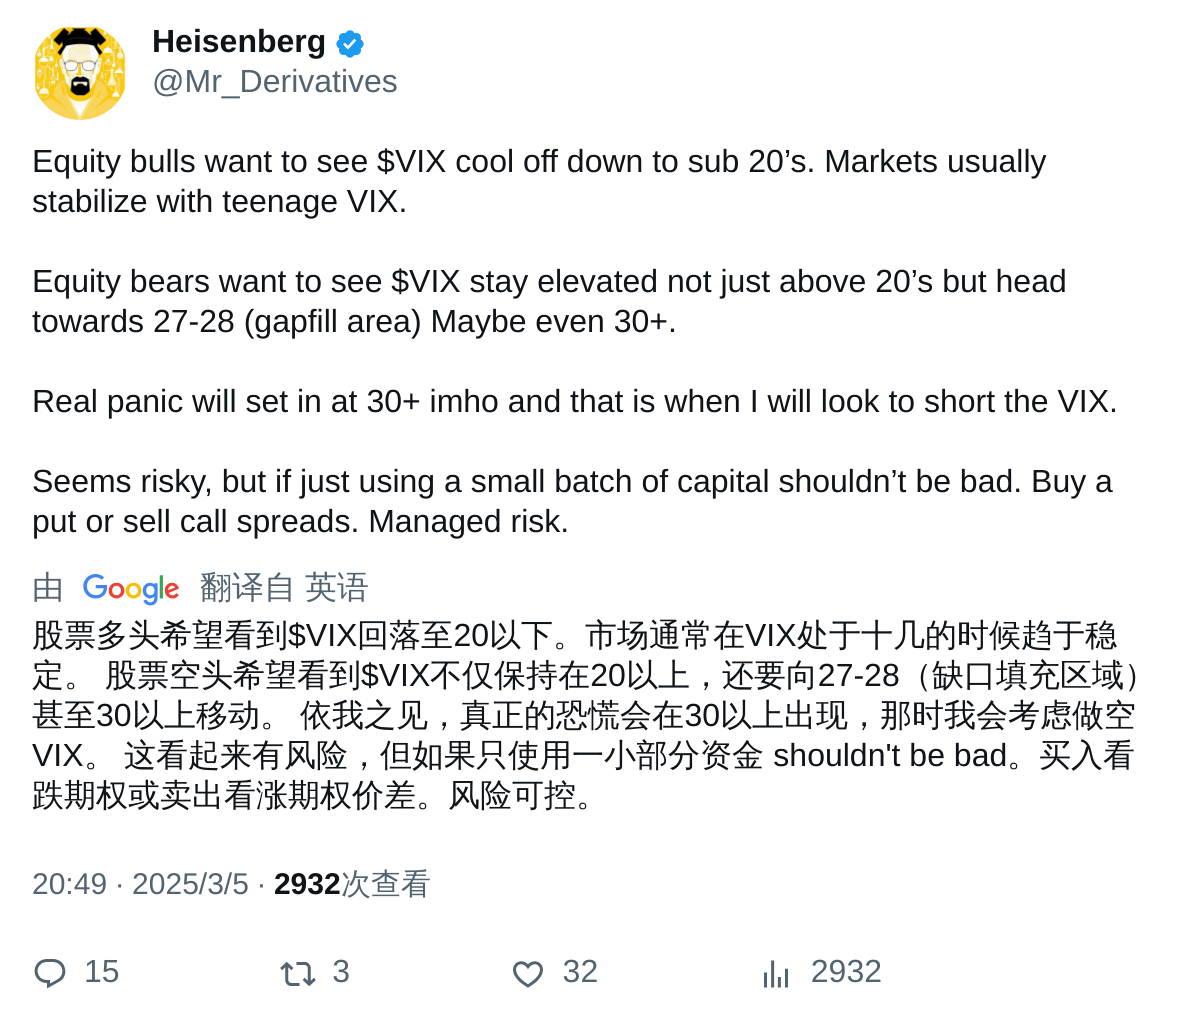 Heisenberg
@Mr_Derivatives
Equity bulls want to see $VIX cool off down to sub 20’s. Markets usually
stabilize with teenage VIX.
Equity bears want to see $VIX stay elevated not just above 20’s but head
towards 27-28 (gapfill area) Maybe even 30+.
Real panic will set in at 30+ imho and that is when I will look to short the VIX.
Seems risky, but if just using a small batch of capital shouldn’t be bad. Buy a
put or sell call spreads. Managed risk.
由 Google 翻译自 英语
股票多头希望看到$VIX回落至20以下。市场通常在VIX处于十几的时候趋于稳
定。 股票空头希望看到$VIX不仅保持在20以上，还要向27-28（缺口填充区域）
甚至30以上移动。 依我之见，真正的恐慌会在30以上出现，那时我会考虑做空
VIX。 这看起来有风险，但如果只使用一小部分资金 shouldn't be bad。买入看
跌期权或卖出看涨期权价差。风险可控。
20:49 · 2025/3/5 · 2932次查看
15 3 32 2932